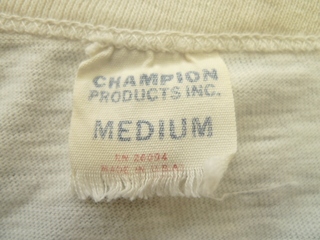 CHAMPION
PRODUCTS INC.
MEDIUM
RN 26094
MADE IN U.S.A.